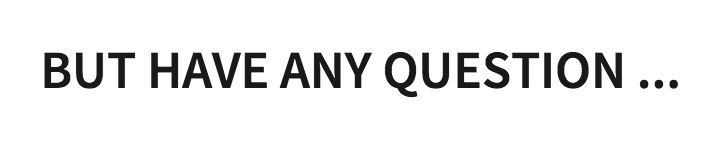 BUT HAVE ANY QUESTION ...